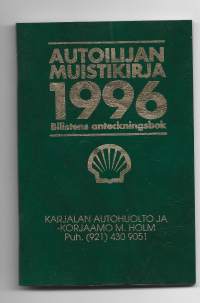 AUTOILIJAN
MUISTIKIRJA
1996
Bilistens anteckningsbok
KARJALAN AUTOHUOLTO JA
-KORJAAMO M. HOLM
Puh. (921) 430 9051